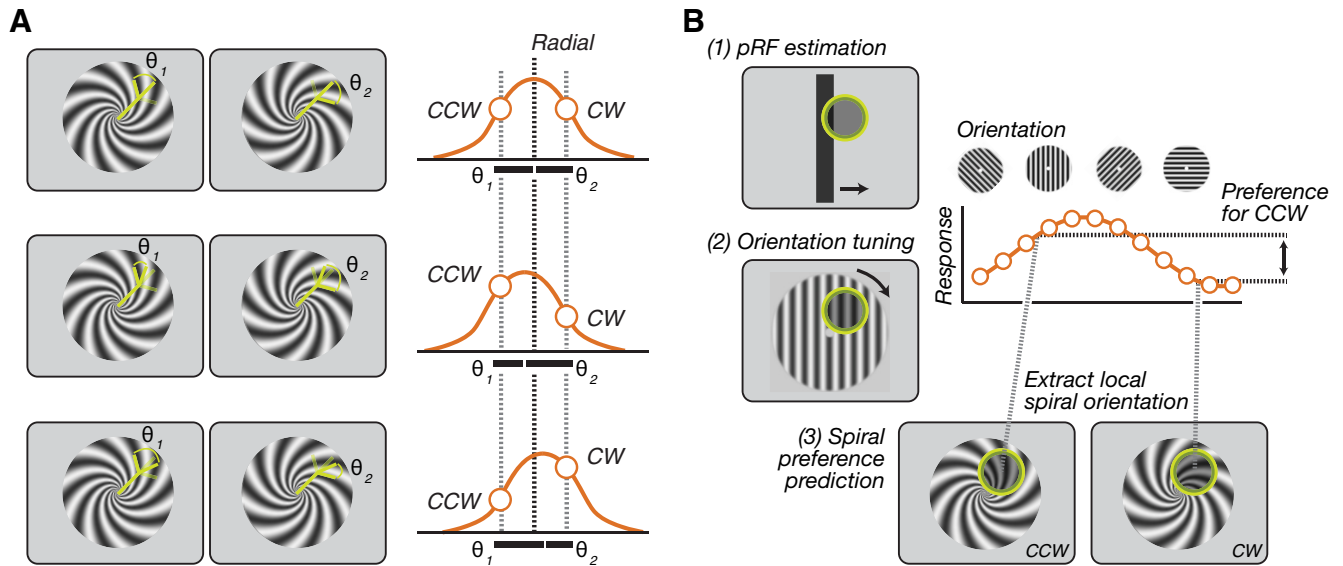 A
θ1
θ2
Radial
CCW
CW
θ1
θ2
θ1
θ2
CCW
CW
θ1
θ2
θ1
θ2
CCW
CW
θ1
θ2
B
(1) pRF estimation
(2) Orientation tuning
Orientation
Preference
for CCW
Response
Extract local
spiral orientation
(3) Spiral
preference
prediction
CCW
CW